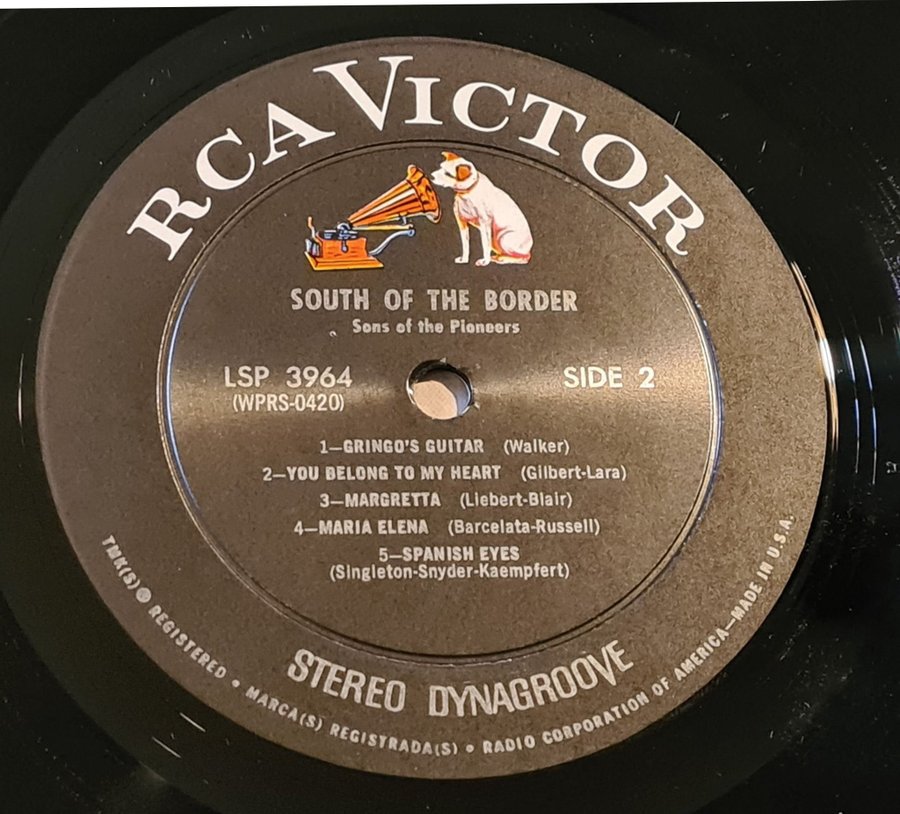 RCA VICTOR
SOUTH OF THE BORDER
Sons of the Pioneers
LSP 3964
(WPRS-0420)
SIDE 2
1—GRINGO'S GUITAR (Walker)
2—YOU BELONG TO MY HEART (Gilbert-Lara)
3—MARGRETTA (Liebert-Blair)
4—MARIA ELENA (Barcelata-Russell)
5—SPANISH EYES
(Singleton-Snyder-Kaempfert)
STEREO DYNAGROOVE
TMK(S) ® REGISTERED • MARCA(S) REGISTRADA(S) • RADIO CORPORATION OF AMERICA—MADE IN U.S.A.